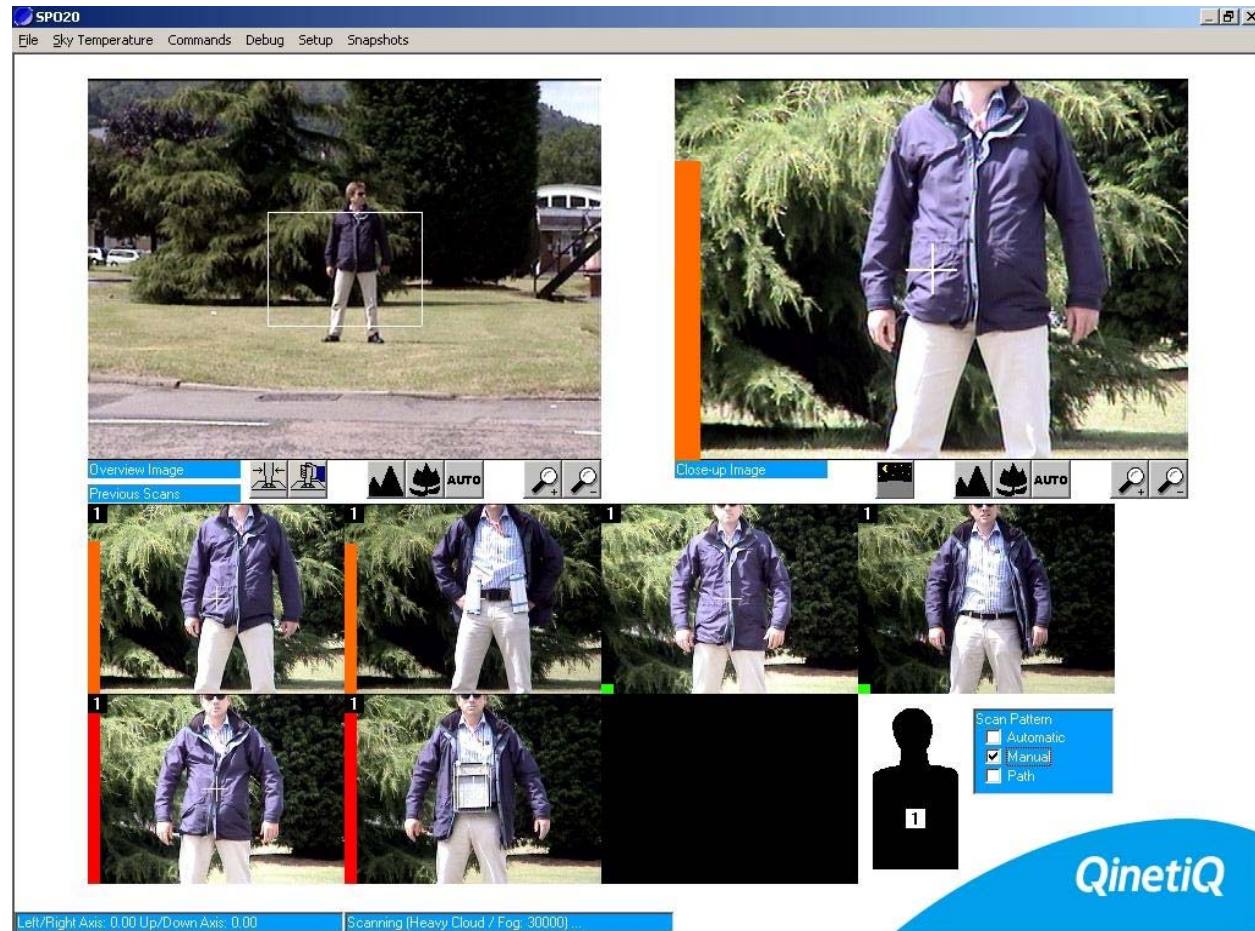 SPO20
File Sky Temperature Commands Debug Setup Snapshots
Overview Image
AUTO
Close-up Image
AUTO
Previous Scans
1
1
1
1
1
1
Scan Pattern
Automatic
Manual
Path
1
QinetiQ
Left/Right Axis: 0.00 Up/Down Axis: 0.00
Scanning (Heavy Cloud / Fog: 30000) ...